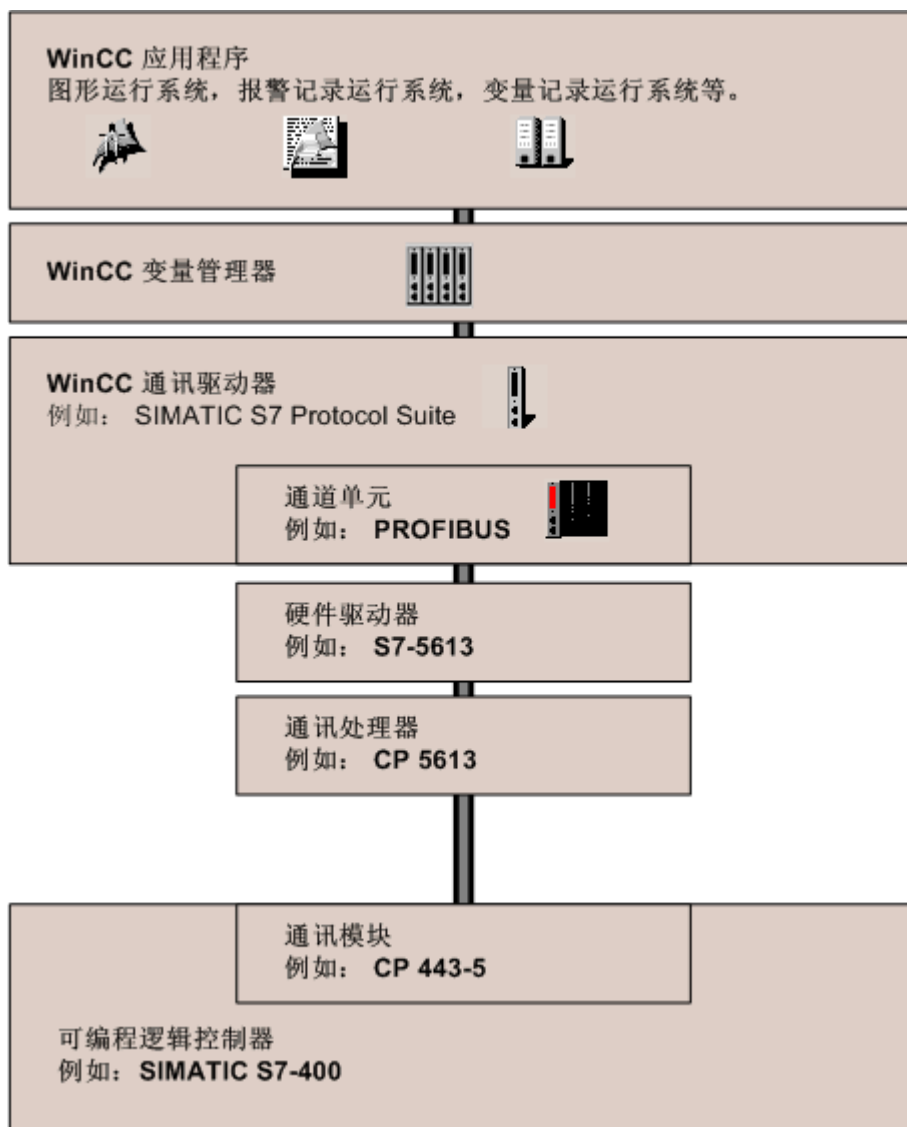 WinCC 应用程序
图形运行系统，报警记录运行系统，变量记录运行系统等。
WinCC 变量管理器
WinCC 通讯驱动器
例如： SIMATIC S7 Protocol Suite
通道单元
例如： PROFIBUS
硬件驱动器
例如： S7-5613
通讯处理器
例如： CP 5613
通讯模块
例如： CP 443-5
可编程逻辑控制器
例如：SIMATIC S7-400